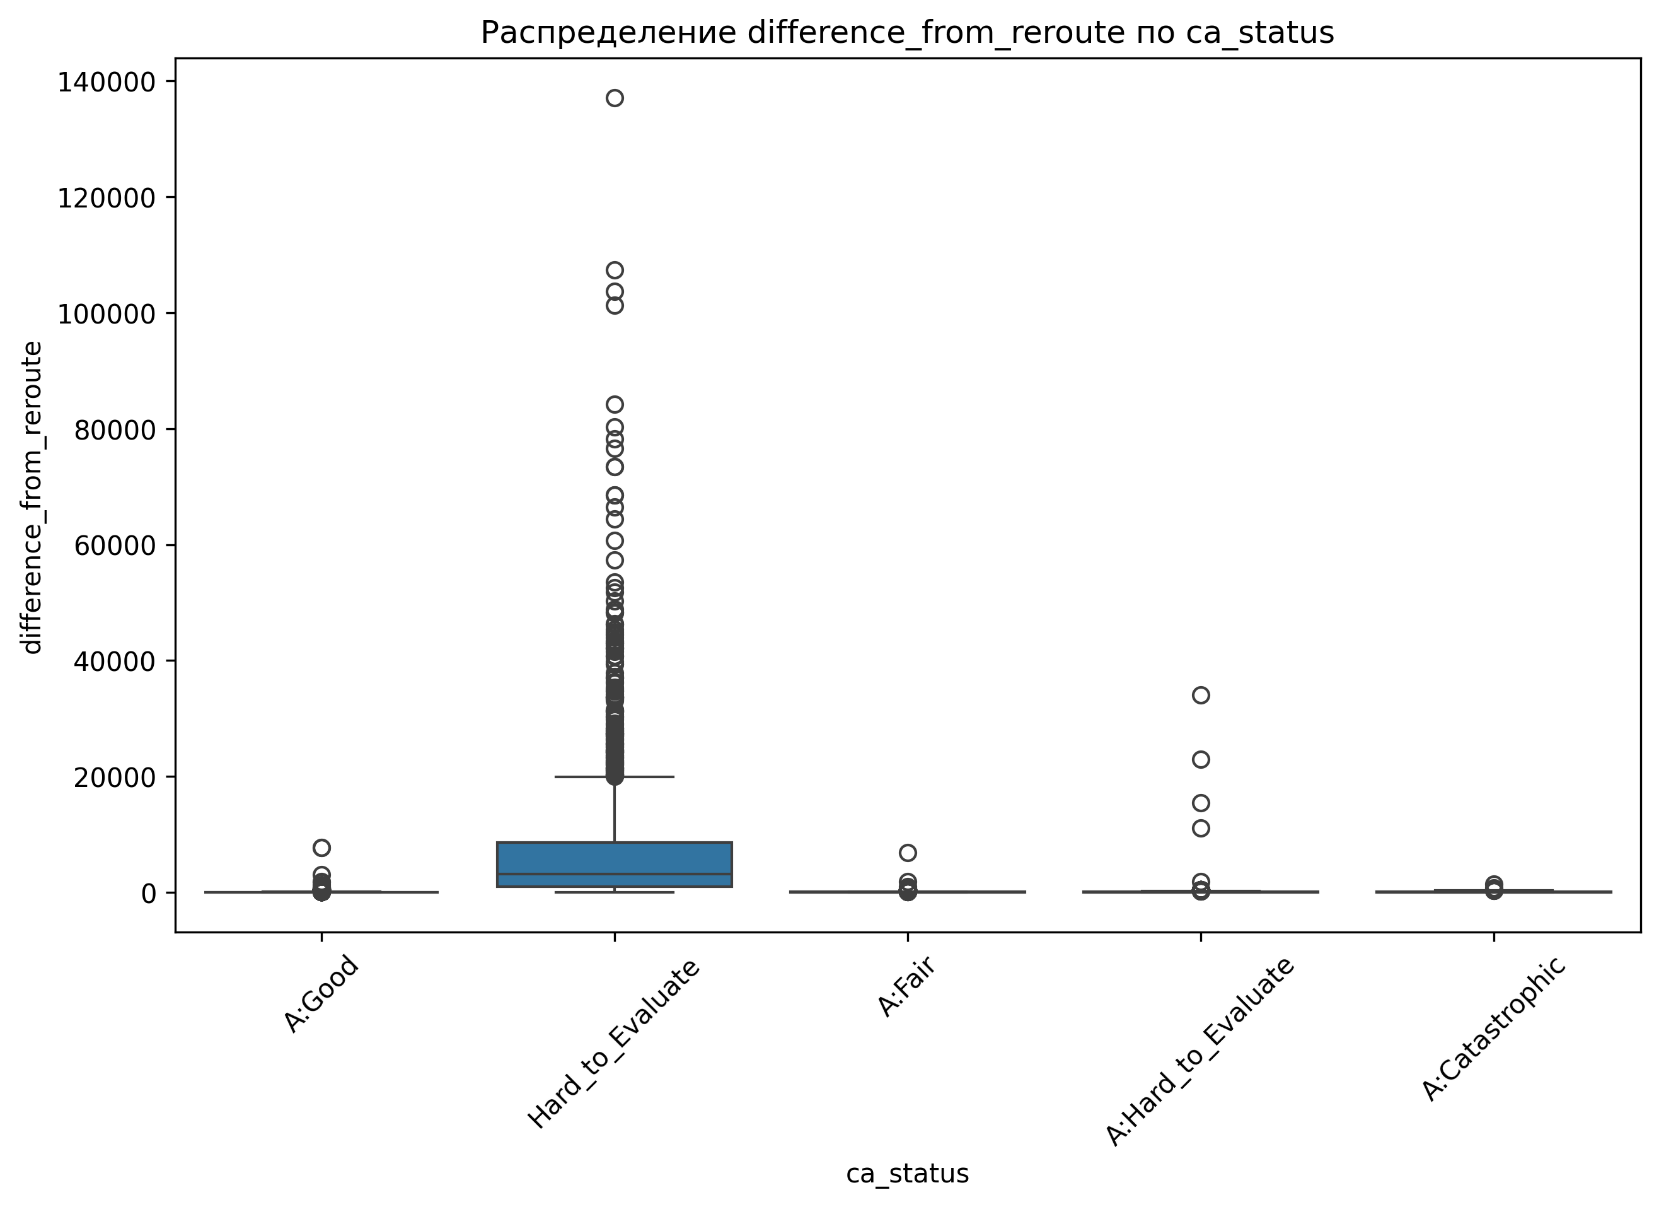 Распределение difference_from_reroute по ca_status
140000
120000
100000
80000
60000
40000
20000
0
difference_from_reroute
A:Good
Hard_to_Evaluate
A:Fair
A:Hard_to_Evaluate
A:Catastrophic
ca_status